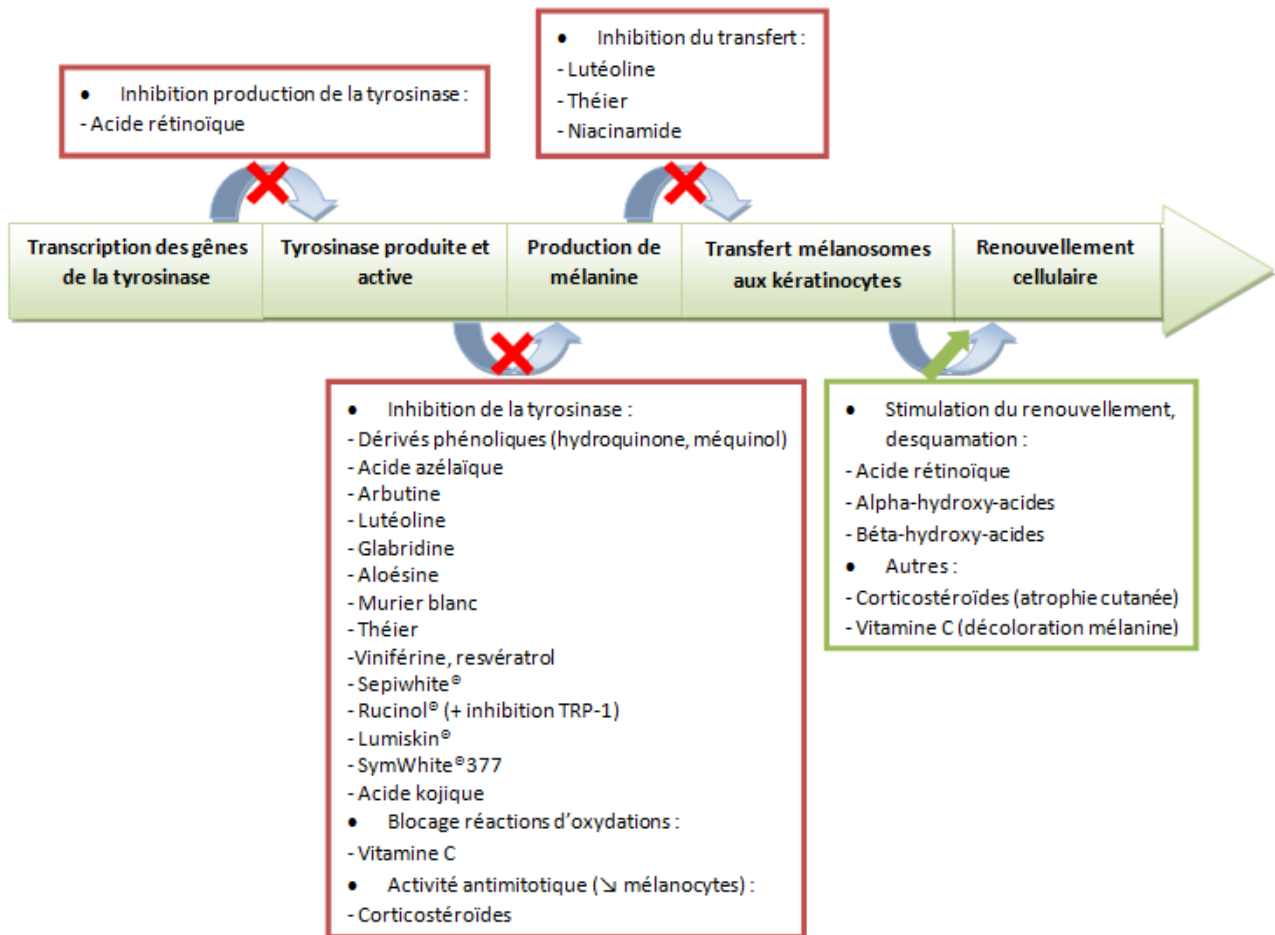 • Inhibition du transfert :
- Lutéoline
- Théier
- Niacinamide
• Inhibition production de la tyrosinase :
- Acide rétinoïque
Transcription des gênes
de la tyrosinase
Tyrosinase produite et
active
Production de
mélanine
Transfert mélanosomes
aux kératinocytes
Renouvellement
cellulaire
• Inhibition de la tyrosinase :
- Dérivés phénoliques (hydroquinone, méquinol)
- Acide azélaïque
- Arbutine
- Lutéoline
- Glabridine
- Aloésine
- Murier blanc
- Théier
-Viniférine, resvératrol
- Sepiwhite®
- Rucinol® (+ inhibition TRP-1)
- Lumiskin®
- SymWhite®377
- Acide kojique
• Blocage réactions d'oxydations :
- Vitamine C
• Activité antimitotique (↘ mélanocytes) :
- Corticostéroïdes
• Stimulation du renouvellement,
desquamation :
- Acide rétinoïque
- Alpha-hydroxy-acides
- Béta-hydroxy-acides
• Autres :
- Corticostéroïdes (atrophie cutanée)
- Vitamine C (décoloration mélanine)